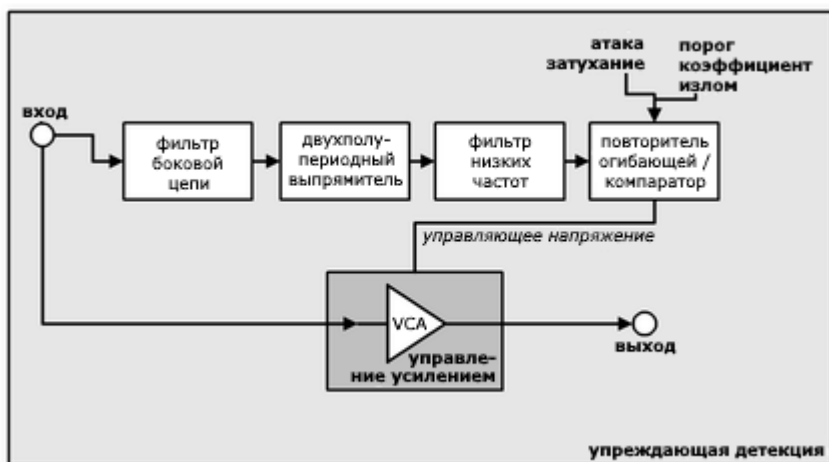 атака
затухание
порог
коэффициент
излом
вход
фильтр
боковой
цепи
двухполу-
периодный
выпрямитель
фильтр
низких
частот
повторитель
огибающей /
компаратор
управляющее напряжение
VCA
управле-
ние усилением
выход
упреждающая детекция